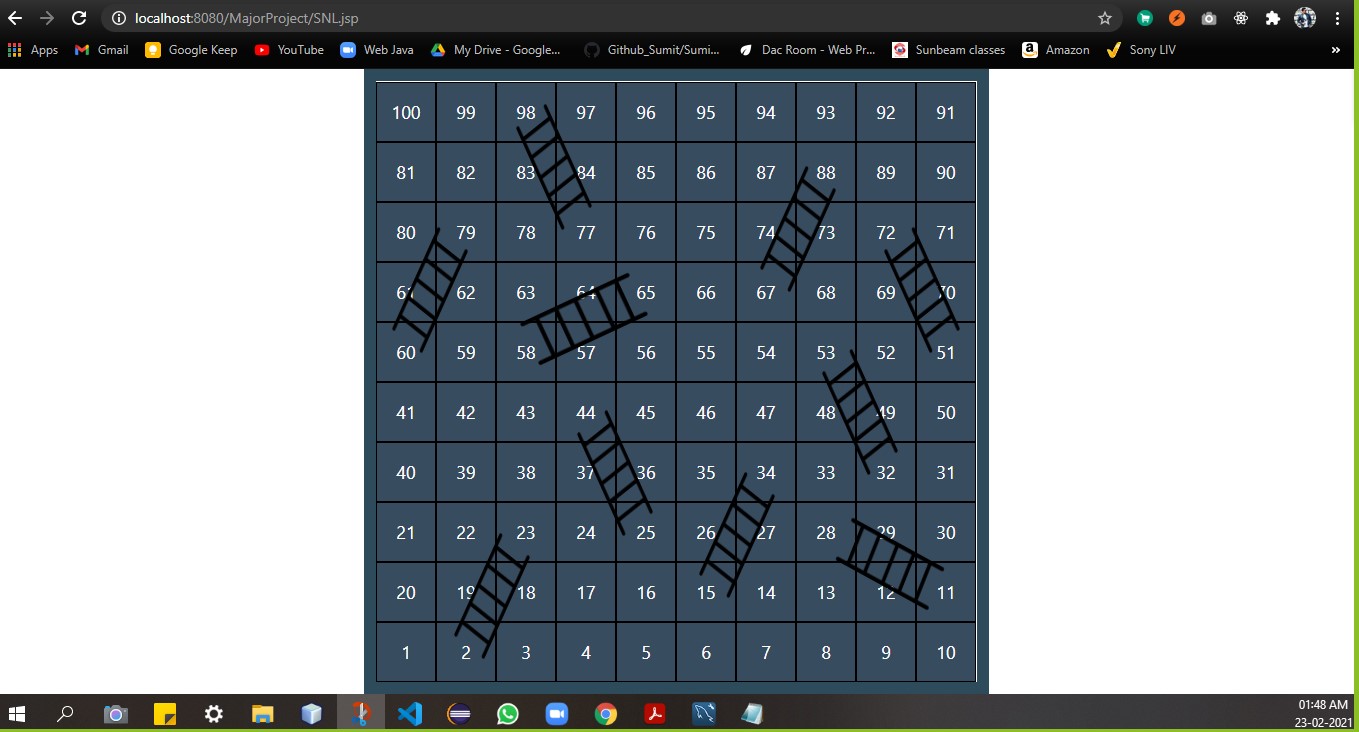 localhost:8080/MajorProject/SNL.jsp
Apps Gmail Google Keep YouTube Web Java My Drive - Google... Github_Sumit/Sumi... Dac Room - Web Pr... Sunbeam classes Amazon Sony LIV »
100 99 98 97 96 95 94 93 92 91
81 82 83 84 85 86 87 88 89 90
80 79 78 77 76 75 74 73 72 71
61 62 63 64 65 66 67 68 69 70
60 59 58 57 56 55 54 53 52 51
41 42 43 44 45 46 47 48 49 50
40 39 38 37 36 35 34 33 32 31
21 22 23 24 25 26 27 28 29 30
20 19 18 17 16 15 14 13 12 11
1 2 3 4 5 6 7 8 9 10
01:48 AM
23-02-2021